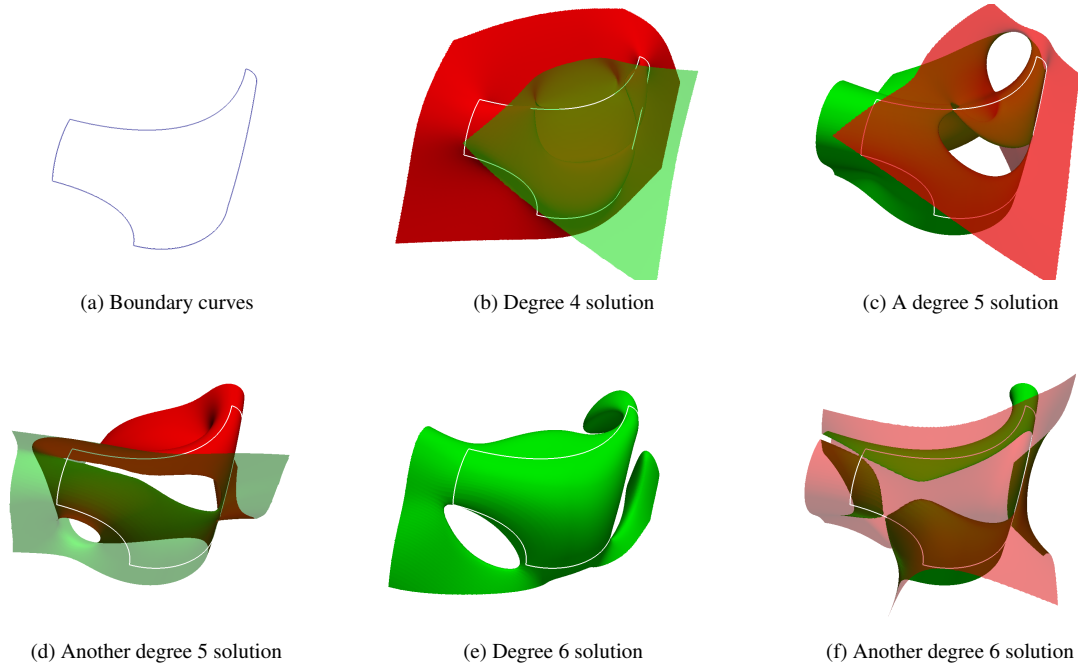 (a) Boundary curves
(b) Degree 4 solution
(c) A degree 5 solution
(d) Another degree 5 solution
(e) Degree 6 solution
(f) Another degree 6 solution